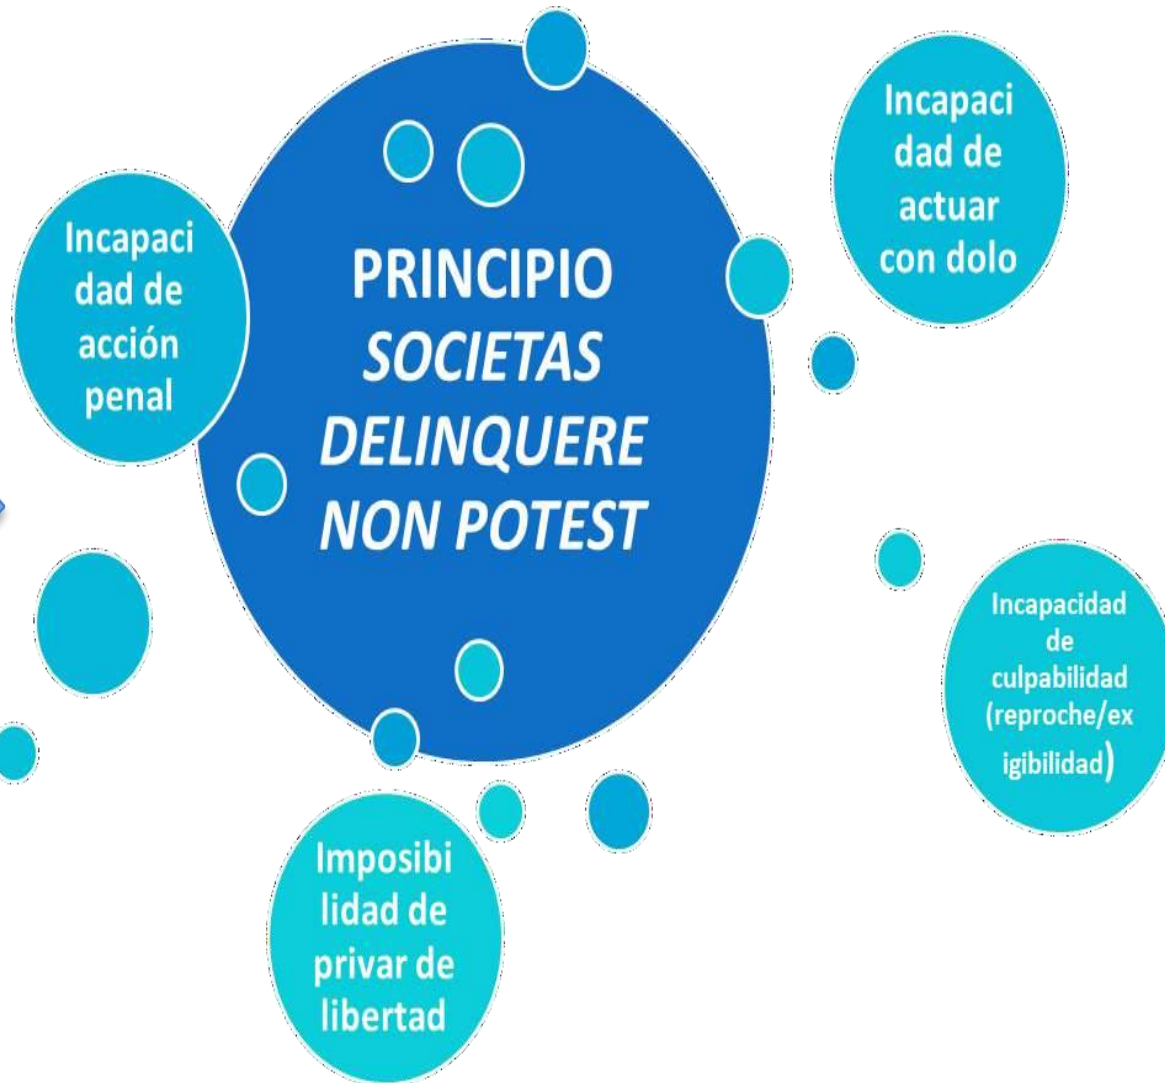 PRINCIPIO
SOCIETAS
DELINQUERE
NON POTEST
Incapaci
dad de
acción
penal
Incapaci
dad de
actuar
con dolo
Incapacidad
de
culpabilidad
(reproche/ex
igibilidad)
Imposibi
lidad de
privar de
libertad